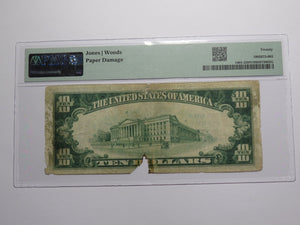 Jones | Woods
Paper Damage
Twenty
10
10
THE UNITED STATES OF AMERICA
TEN DOLLARS
10
10